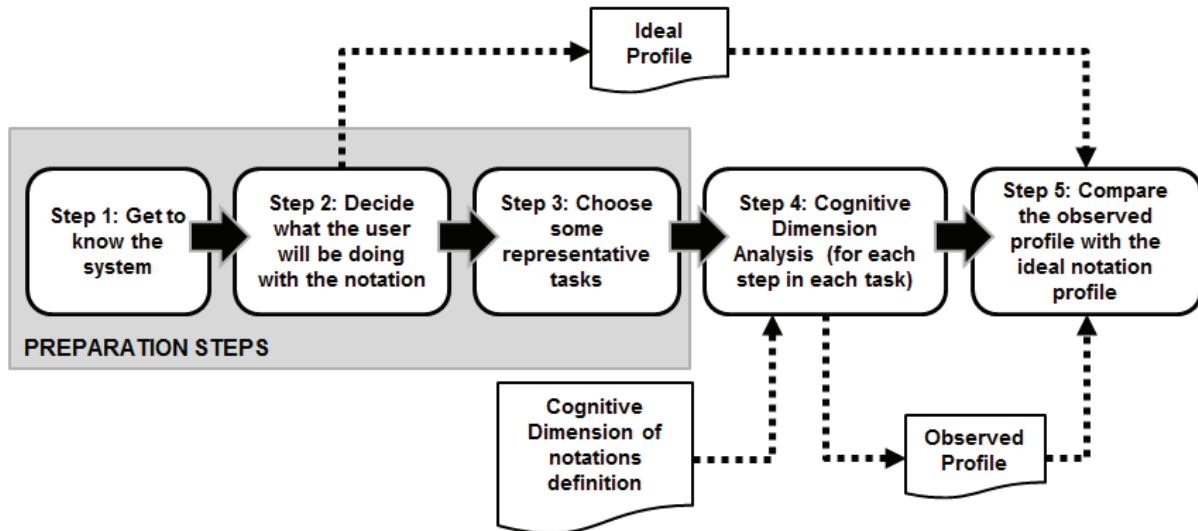 Ideal
Profile
Step 1: Get to
know the
system
Step 2: Decide
what the user
will be doing
with the notation
Step 3: Choose
some
representative
tasks
Step 4: Cognitive
Dimension
Analysis (for each
step in each task)
Step 5: Compare
the observed
profile with the
ideal notation
profile
PREPARATION STEPS
Cognitive
Dimension of
notations
definition
Observed
Profile